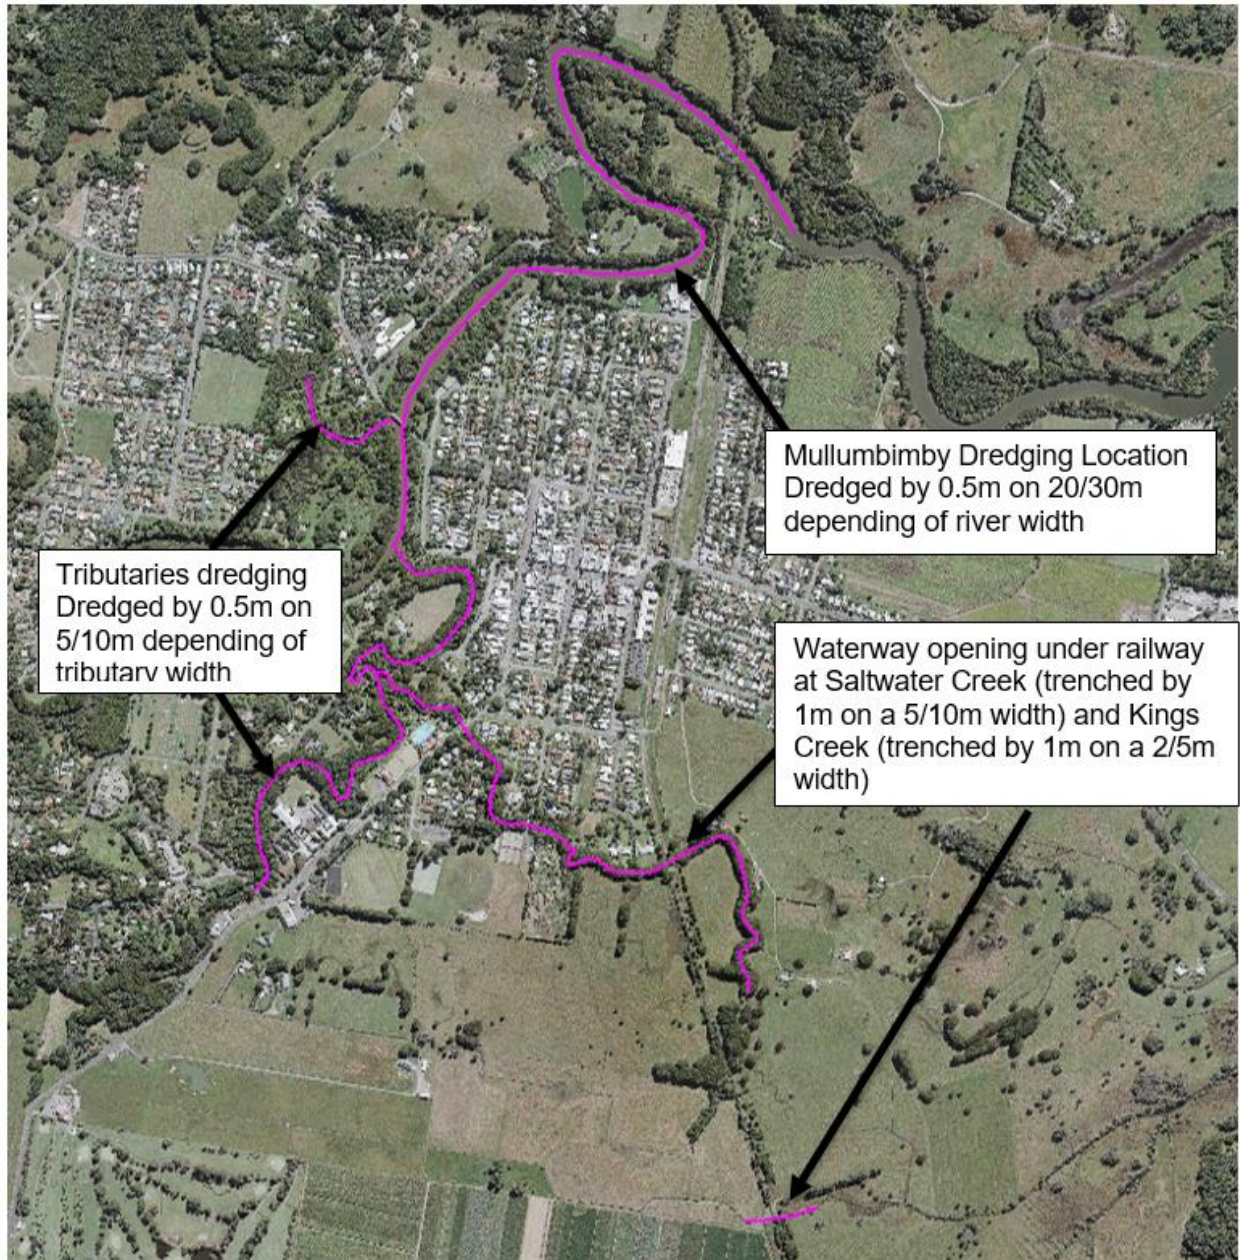 Mullumbimby Dredging Location
Dredged by 0.5m on 20/30m
depending of river width
Tributaries dredging
Dredged by 0.5m on
5/10m depending of
tributary width
Waterway opening under railway
at Saltwater Creek (trenched by
1m on a 5/10m width) and Kings
Creek (trenched by 1m on a 2/5m
width)